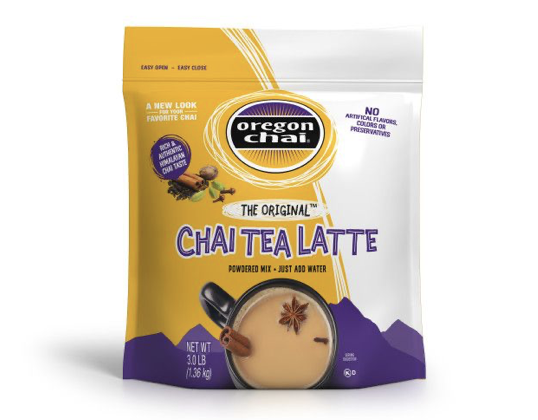 EASY OPEN - EASY CLOSE
A NEW LOOK
FOR YOUR
FAVORITE CHAI
NO
ARTIFICIAL FLAVORS,
COLORS OR
PRESERVATIVES
oregon
chai
RICH &
AUTHENTIC
HIMALAYAN
CHAI TASTE
THE ORIGINAL™
CHAI TEA LATTE
POWDERED MIX • JUST ADD WATER
NET WT
3.0 LB
(1.36 kg)
SERVING
SUGGESTION
K D